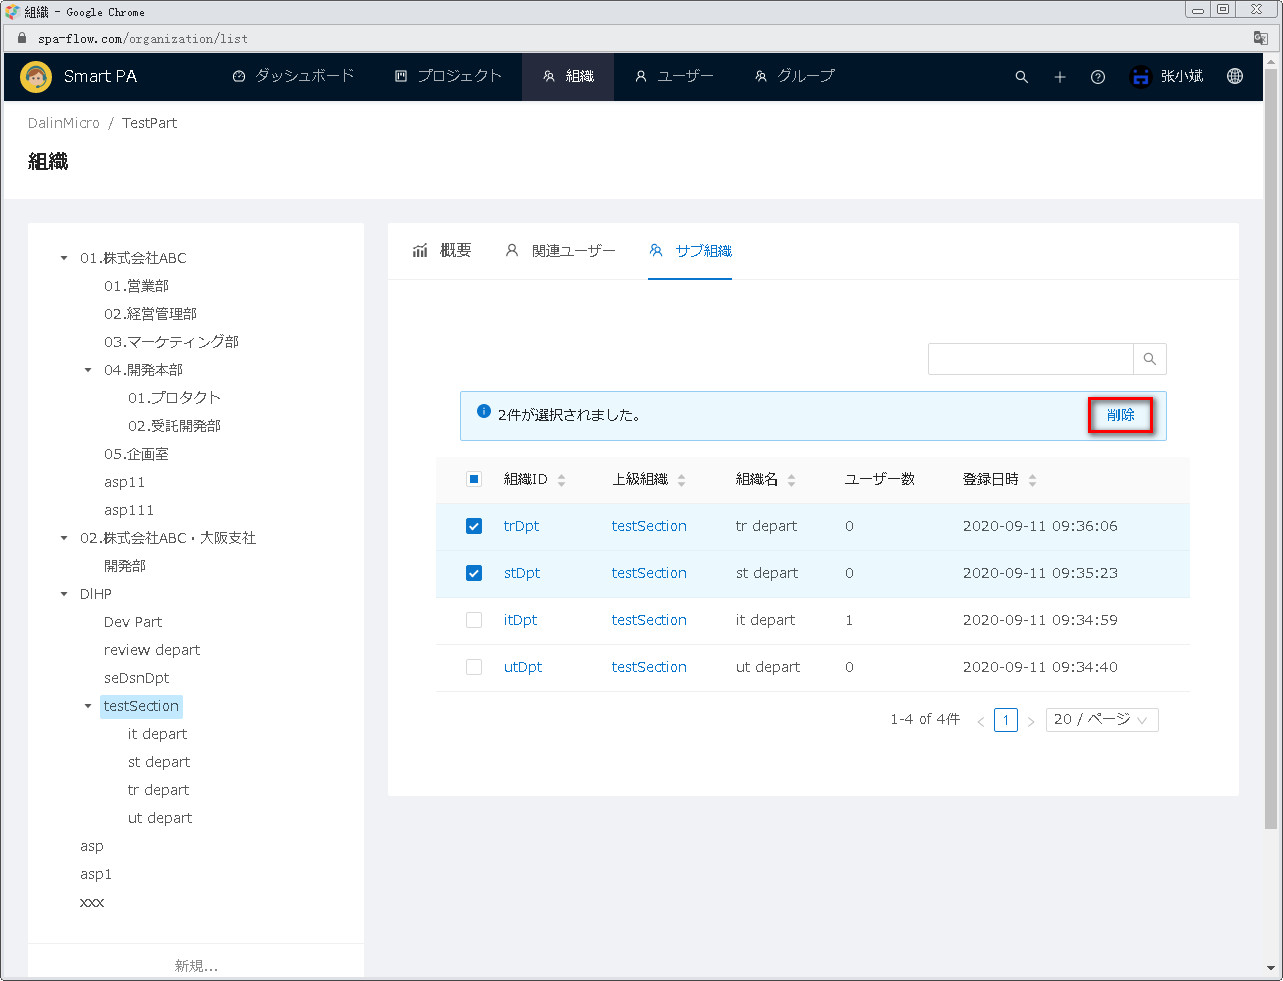 組織 - Google Chrome
spa-flow.com/organization/list
Smart PA ダッシュボード プロジェクト 組織 ユーザー グループ 张小斌
DalinMicro / TestPart
組織
01.株式会社ABC
01.営業部
02.経営管理部
03.マーケティング部
04.開発本部
01.プロタクト
02.受託開発部
05.企画室
asp11
asp111
02.株式会社ABC・大阪支社
開発部
DIHP
Dev Part
review depart
seDsnDpt
testSection
it depart
st depart
tr depart
ut depart
asp
asp1
xxx
新規...
概要 関連ユーザー サブ組織
2件が選択されました。 削除
組織ID 上級組織 組織名 ユーザー数 登録日時
trDpt testSection tr depart 0 2020-09-11 09:36:06
stDpt testSection st depart 0 2020-09-11 09:35:23
itDpt testSection it depart 1 2020-09-11 09:34:59
utDpt testSection ut depart 0 2020-09-11 09:34:40
1-4 of 4件 < 1 > 20 / ページ